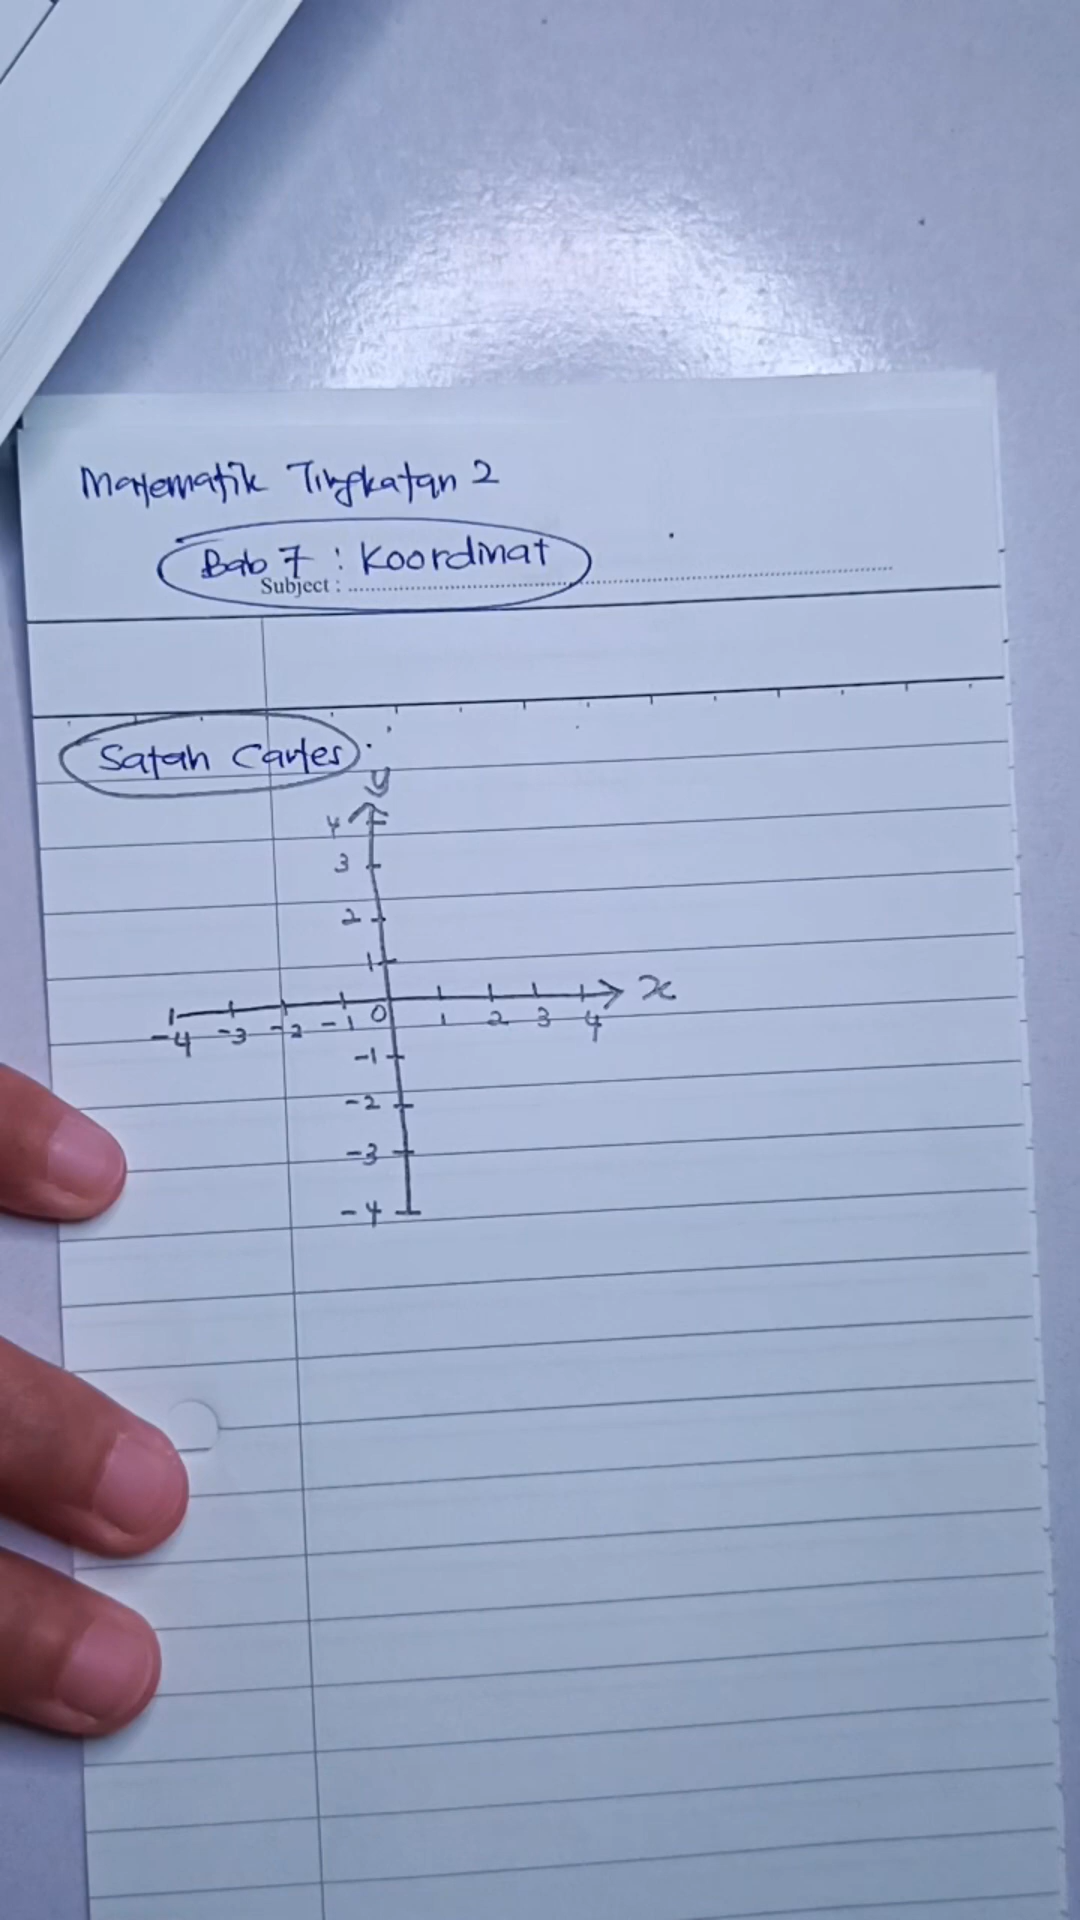 Matematik Tingkatan 2
Bab 7 : Koordinat
Subject :
Satah Cartes
y
4
3
2
1
x
-4 -3 -2 -1 0 1 2 3 4
-1
-2
-3
-4